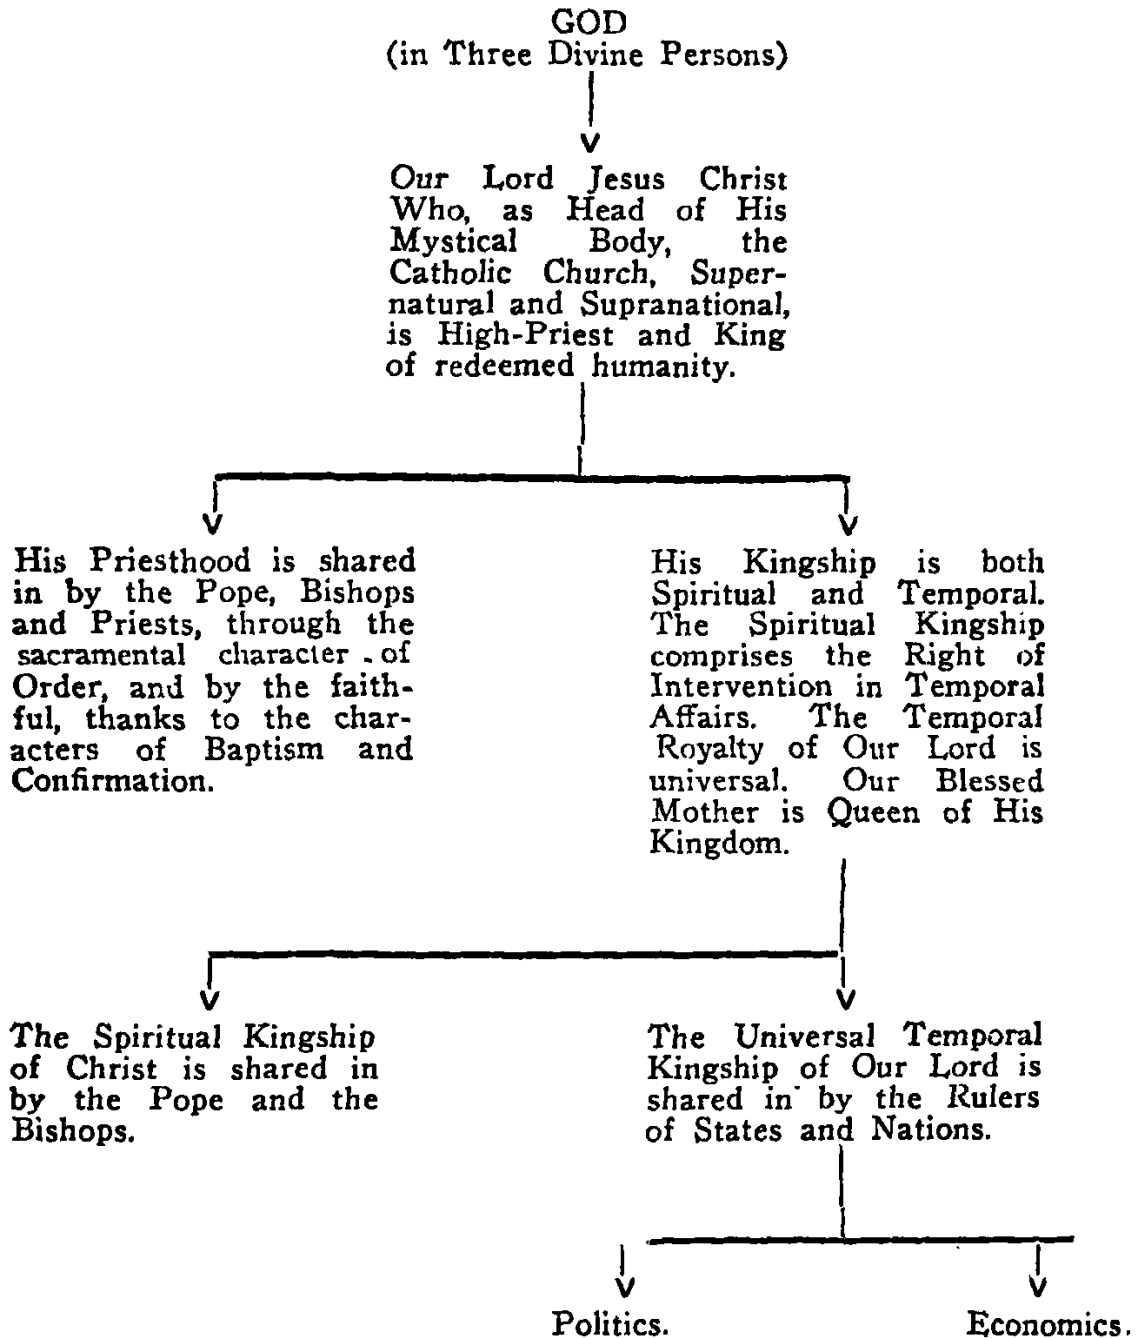 GOD
(in Three Divine Persons)
Our Lord Jesus Christ
Who, as Head of His
Mystical Body, the
Catholic Church, Super-
natural and Supranational,
is High-Priest and King
of redeemed humanity.
His Priesthood is shared
in by the Pope, Bishops
and Priests, through the
sacramental character of
Order, and by the faith-
ful, thanks to the char-
acters of Baptism and
Confirmation.
His Kingship is both
Spiritual and Temporal.
The Spiritual Kingship
comprises the Right of
Intervention in Temporal
Affairs. The Temporal
Royalty of Our Lord is
universal. Our Blessed
Mother is Queen of His
Kingdom.
The Spiritual Kingship
of Christ is shared in
by the Pope and the
Bishops.
The Universal Temporal
Kingship of Our Lord is
shared in by the Rulers
of States and Nations.
Politics.
Economics.